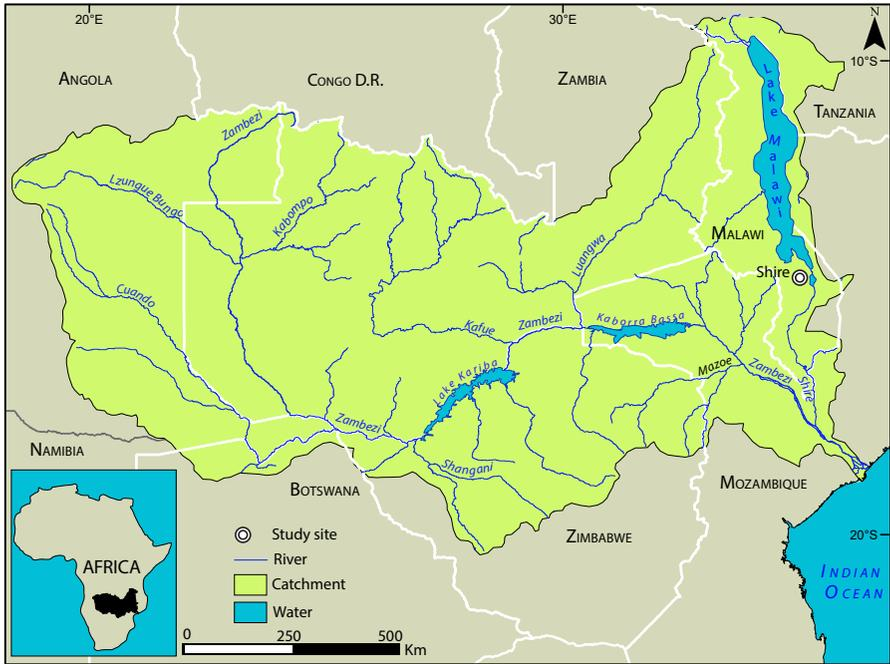 20°E
30°E
N
10°S
ANGOLA
CONGO D.R.
ZAMBIA
TANZANIA
Lake Malawi
Zambezi
Lzungue Bungo
Kabompo
Luangwa
MALAWI
Shire
Cuando
Kafue
Zambezi
Kaborra Bassa
Mazoe
Zambezi
Shire
Lake Kariba
Zambezi
Shangani
NAMIBIA
BOTSWANA
MOZAMBIQUE
ZIMBABWE
20°S
INDIAN
OCEAN
AFRICA
Study site
River
Catchment
Water
0
250
500
Km